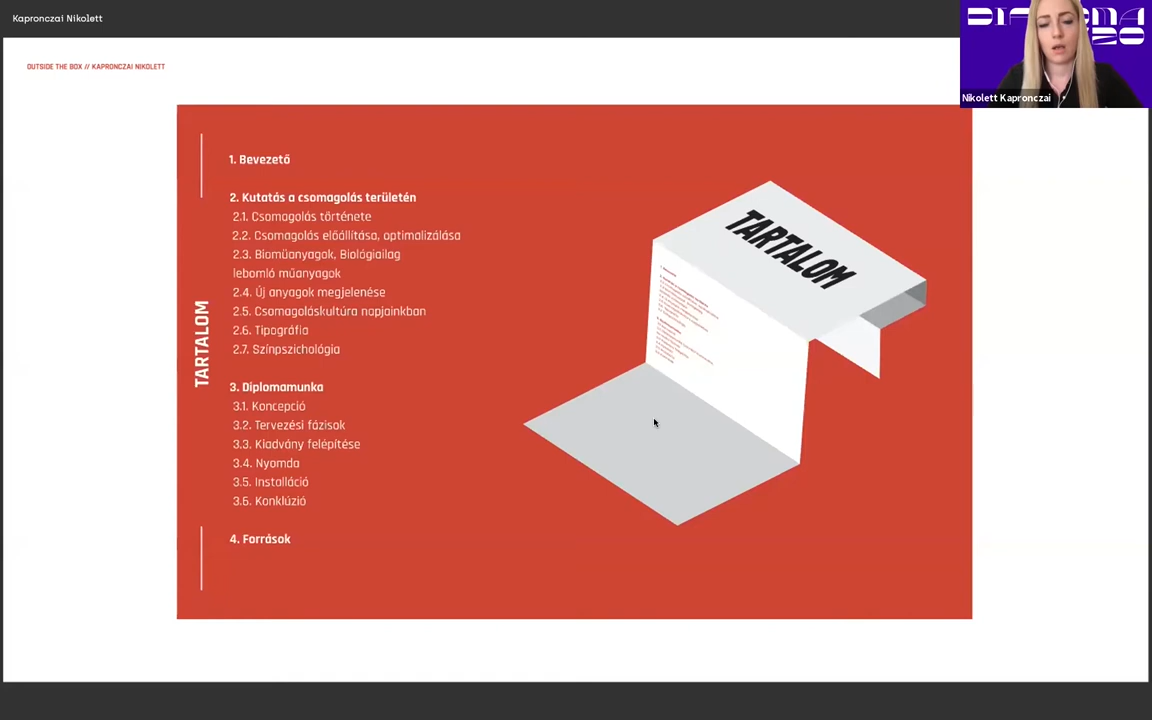 Kapronczai Nikolett
OUTSIDE THE BOX // KAPRONCZAI NIKOLETT
Nikolett Kapronczai
TARTALOM
1. Bevezető
2. Kutatás a csomagolás területén
2.1. Csomagolás története
2.2. Csomagolás előállítása, optimalizálása
2.3. Bioműanyagok, Biológiailag
lebomló műanyagok
2.4. Új anyagok megjelenése
2.5. Csomagoláskultúra napjainkban
2.6. Tipográfia
2.7. Színpszichológia
3. Diplomamunka
3.1. Koncepció
3.2. Tervezési fázisok
3.3. Kiadvány felépítése
3.4. Nyomda
3.5. Installáció
3.6. Konklúzió
4. Források
TARTALOM